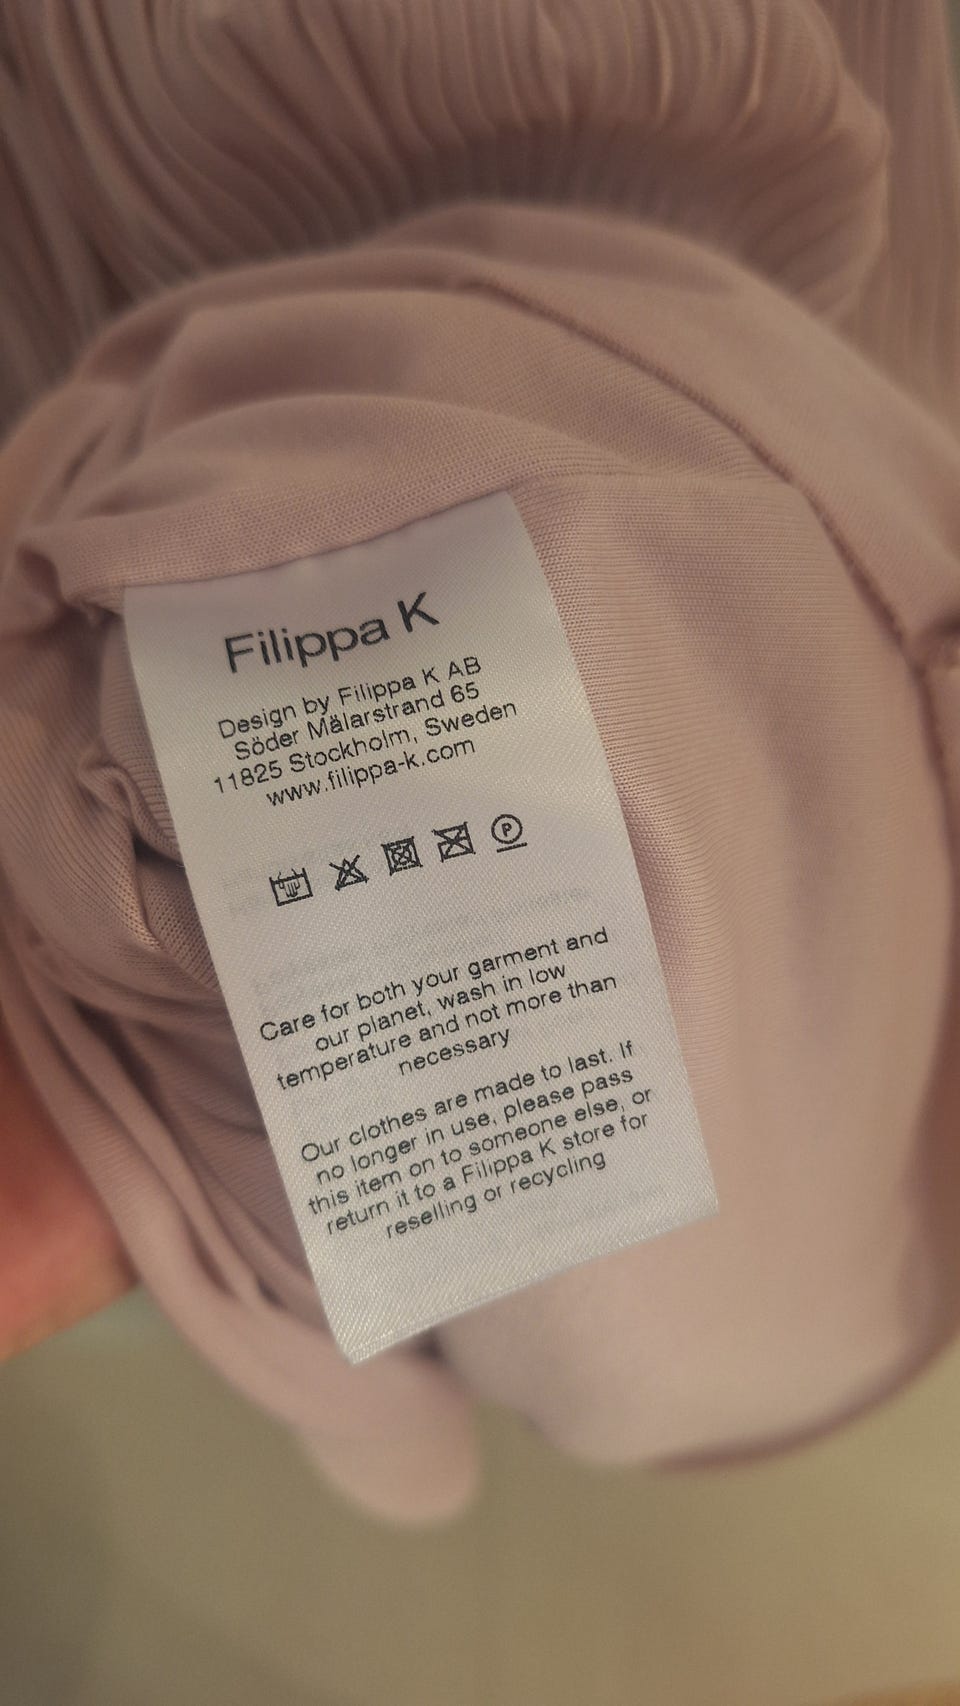 Filippa K
Design by Filippa K AB
Söder Mälarstrand 65
11825 Stockholm, Sweden
www.filippa-k.com
P
Care for both your garment and
our planet, wash in low
temperature and not more than
necessary
Our clothes are made to last. If
no longer in use, please pass
this item on to someone else, or
return it to a Filippa K store for
reselling or recycling